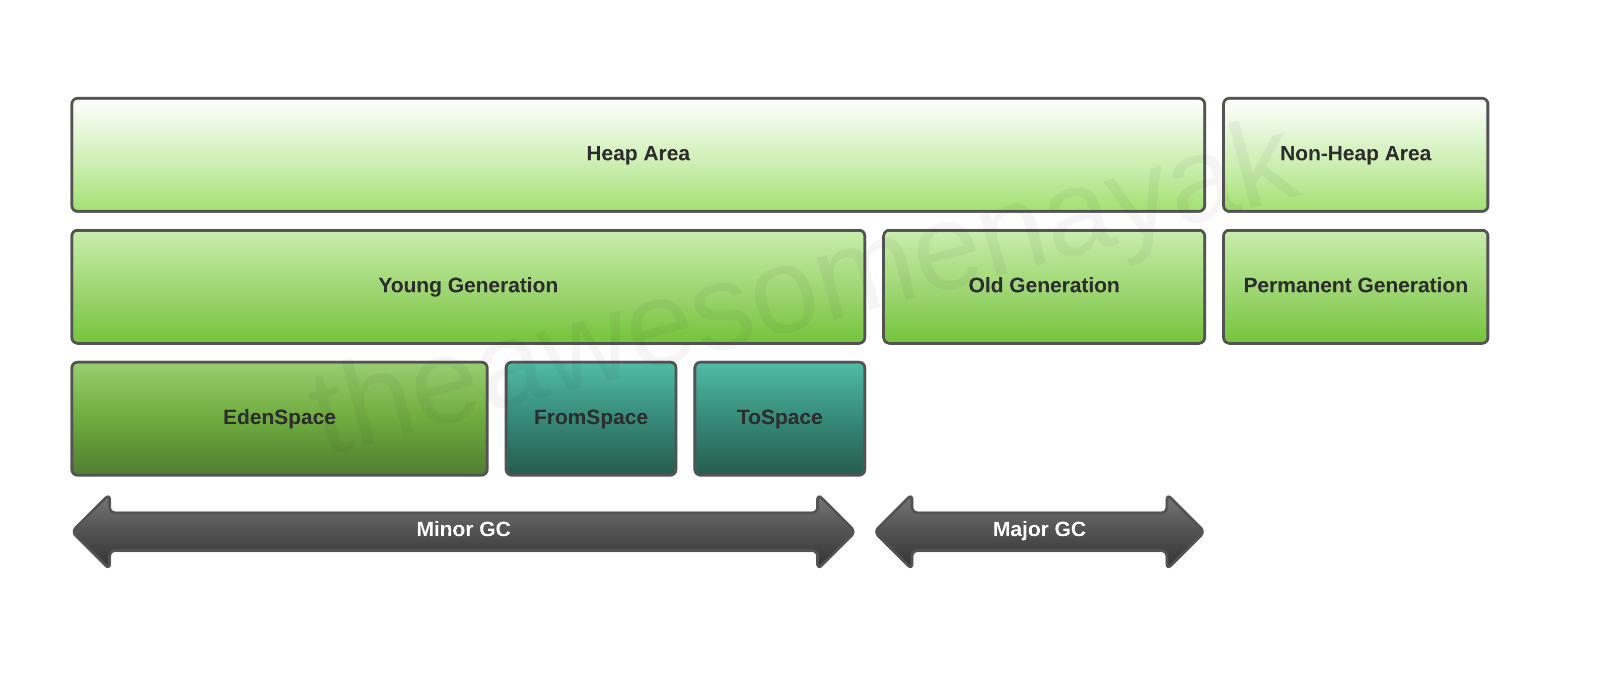 Heap Area
Non-Heap Area
Young Generation
Old Generation
Permanent Generation
EdenSpace
FromSpace
ToSpace
Minor GC
Major GC
theawesomenayak